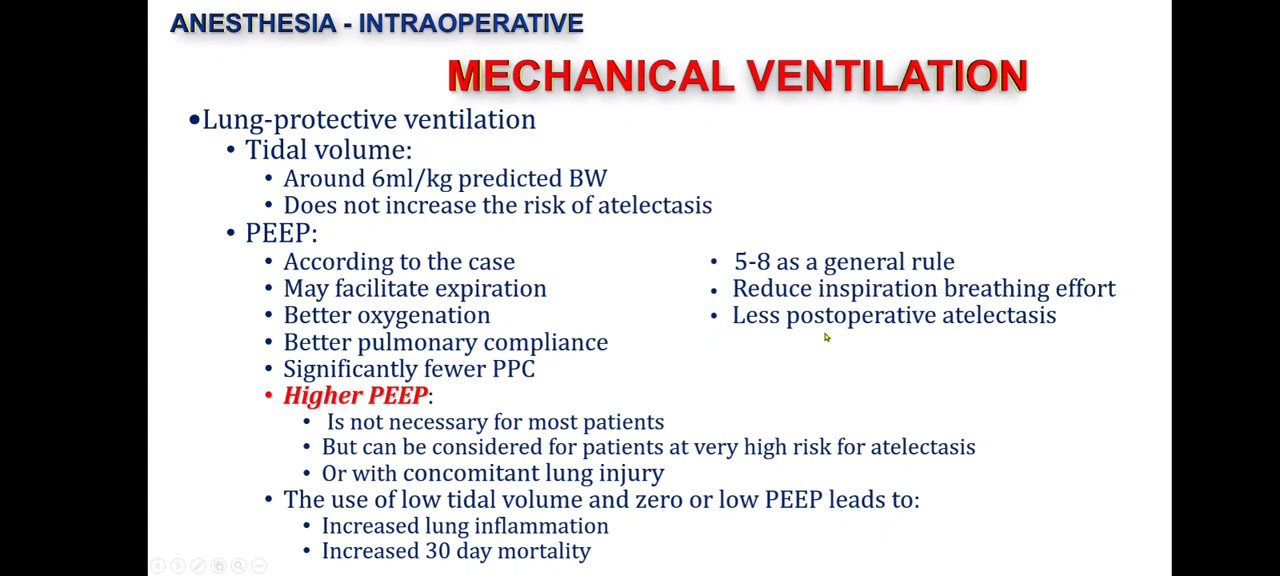 ANESTHESIA - INTRAOPERATIVE
MECHANICAL VENTILATION
•Lung-protective ventilation
• Tidal volume:
• Around 6ml/kg predicted BW
• Does not increase the risk of atelectasis
• PEEP:
• According to the case
• May facilitate expiration
• Better oxygenation
• Better pulmonary compliance
• Significantly fewer PPC
• 5-8 as a general rule
• Reduce inspiration breathing effort
• Less postoperative atelectasis
• Higher PEEP:
• Is not necessary for most patients
• But can be considered for patients at very high risk for atelectasis
• Or with concomitant lung injury
• The use of low tidal volume and zero or low PEEP leads to:
• Increased lung inflammation
• Increased 30 day mortality